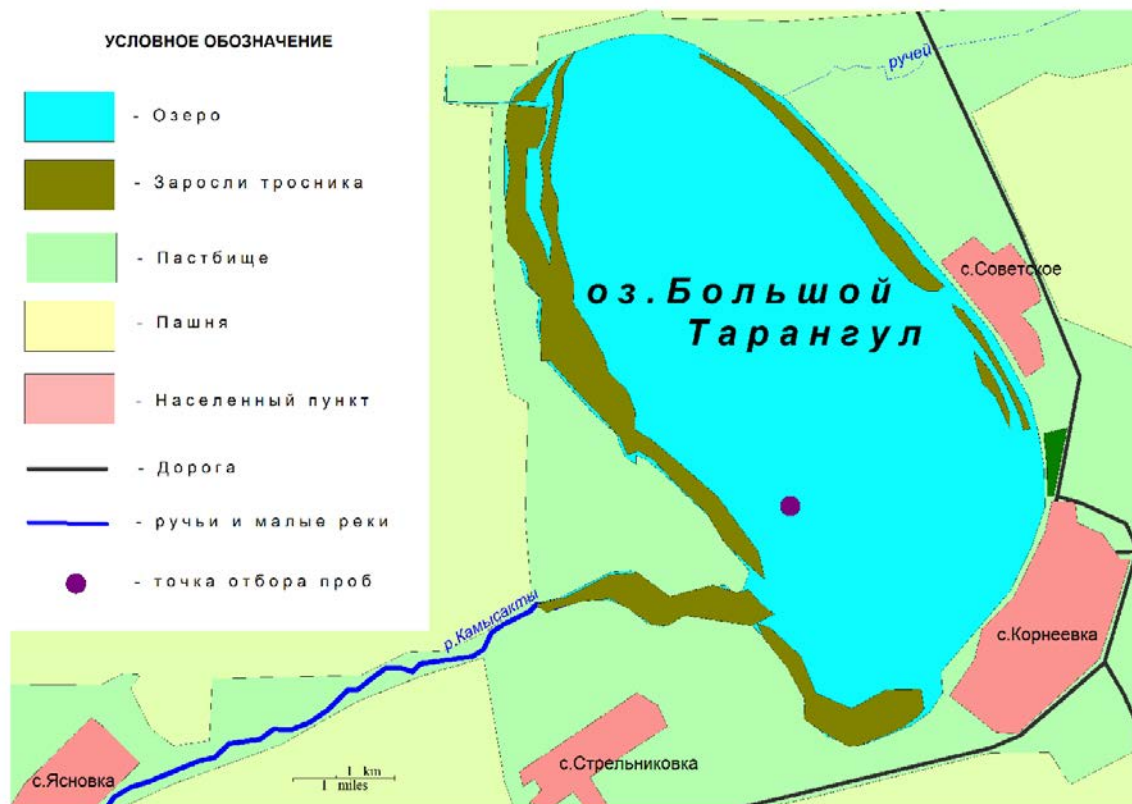 УСЛОВНОЕ ОБОЗНАЧЕНИЕ
- Озеро
- Заросли тросника
- Пастбище
- Пашня
- Населенный пункт
- Дорога
- ручьи и малые реки
- точка отбора проб
ручей
с.Советское
оз.Большой
Тарангул
р.Камысакты
с.Корнеевка
с.Стрельниковка
с.Ясновка
1 km
1 miles